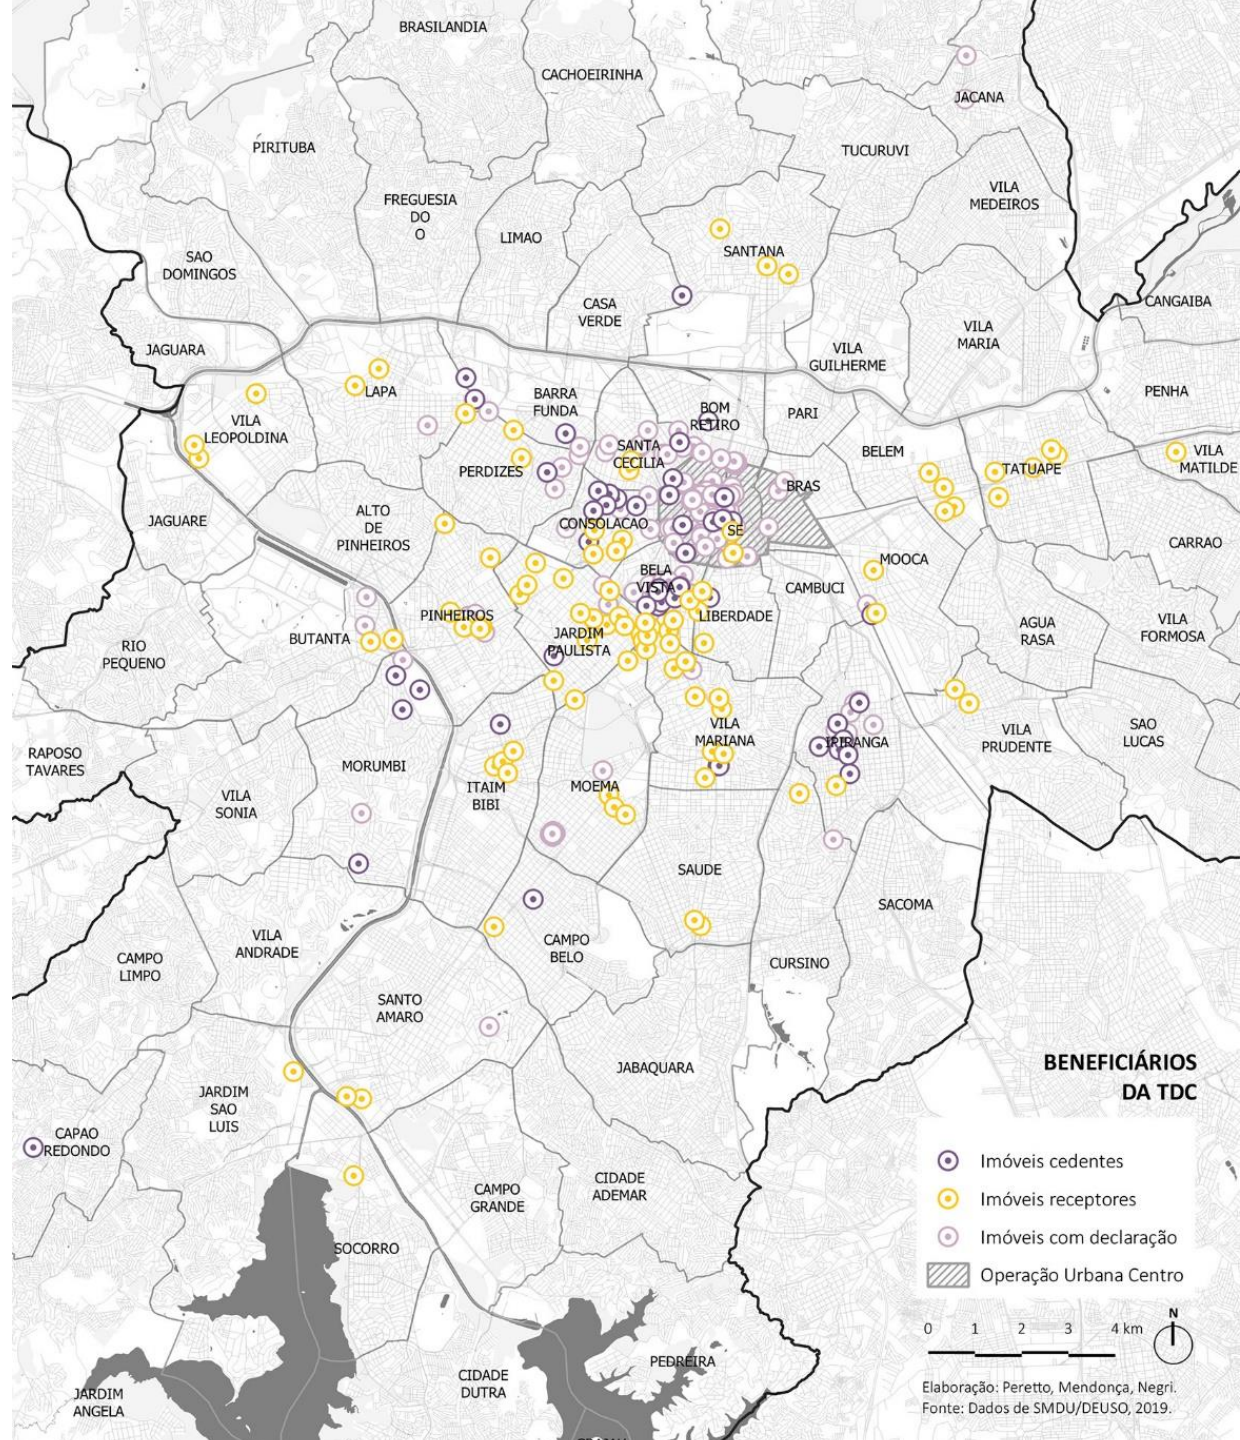 BRASILANDIA
CACHOEIRINHA
JACANA
PIRITUBA
TUCURUVI
FREGUESIA
DO
O
LIMAO
VILA
MEDEIROS
SANTANA
SAO
DOMINGOS
CASA
VERDE
CANGAIBA
VILA
MARIA
JAGUARA
VILA
GUILHERME
LAPA
PENHA
BARRA
FUNDA
BOM
RETIRO
PARI
VILA
LEOPOLDINA
SANTA
CECILIA
BELEM
VILA
MATILDE
PERDIZES
TATUAPE
BRAS
JAGUARE
ALTO
DE
PINHEIROS
CONSOLACAO
SE
CARRAO
MOOCA
BELA
VISTA
CAMBUCI
PINHEIROS
LIBERDADE
BUTANTA
JARDIM
PAULISTA
AGUA
RASA
VILA
FORMOSA
RIO
PEQUENO
VILA
MARIANA
IPIRANGA
VILA
PRUDENTE
SAO
LUCAS
RAPOSO
TAVARES
MORUMBI
ITAIM
BIBI
MOEMA
VILA
SONIA
SAUDE
SACOMA
VILA
ANDRADE
CAMPO
BELO
CAMPO
LIMPO
CURSINO
SANTO
AMARO
JABAQUARA
JARDIM
SAO
LUIS
CAPAO
REDONDO
CIDADE
ADEMAR
CAMPO
GRANDE
SOCORRO
PEDREIRA
CIDADE
DUTRA
JARDIM
ANGELA
BENEFICIÁRIOS
DA TDC
Imóveis cedentes
Imóveis receptores
Imóveis com declaração
Operação Urbana Centro
0 1 2 3 4 km
N
Elaboração: Peretto, Mendonça, Negri.
Fonte: Dados de SMDU/DEUSO, 2019.